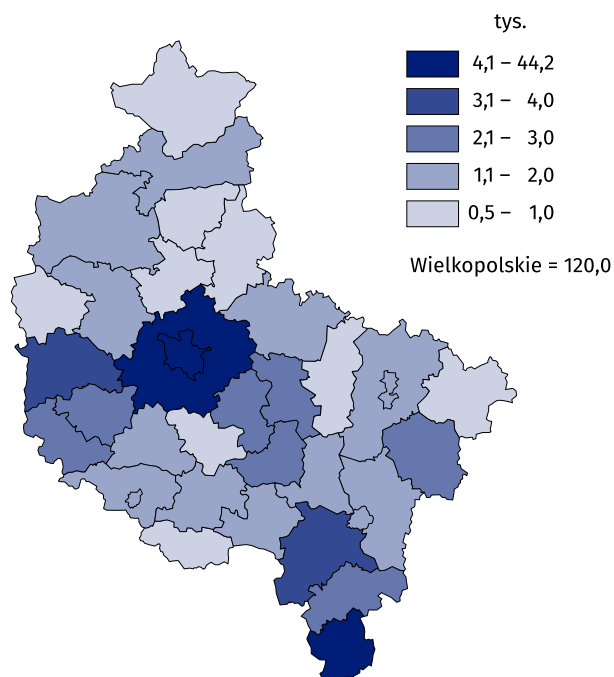 tys.
4,1 – 44,2
3,1 – 4,0
2,1 – 3,0
1,1 – 2,0
0,5 – 1,0
Wielkopolskie = 120,0